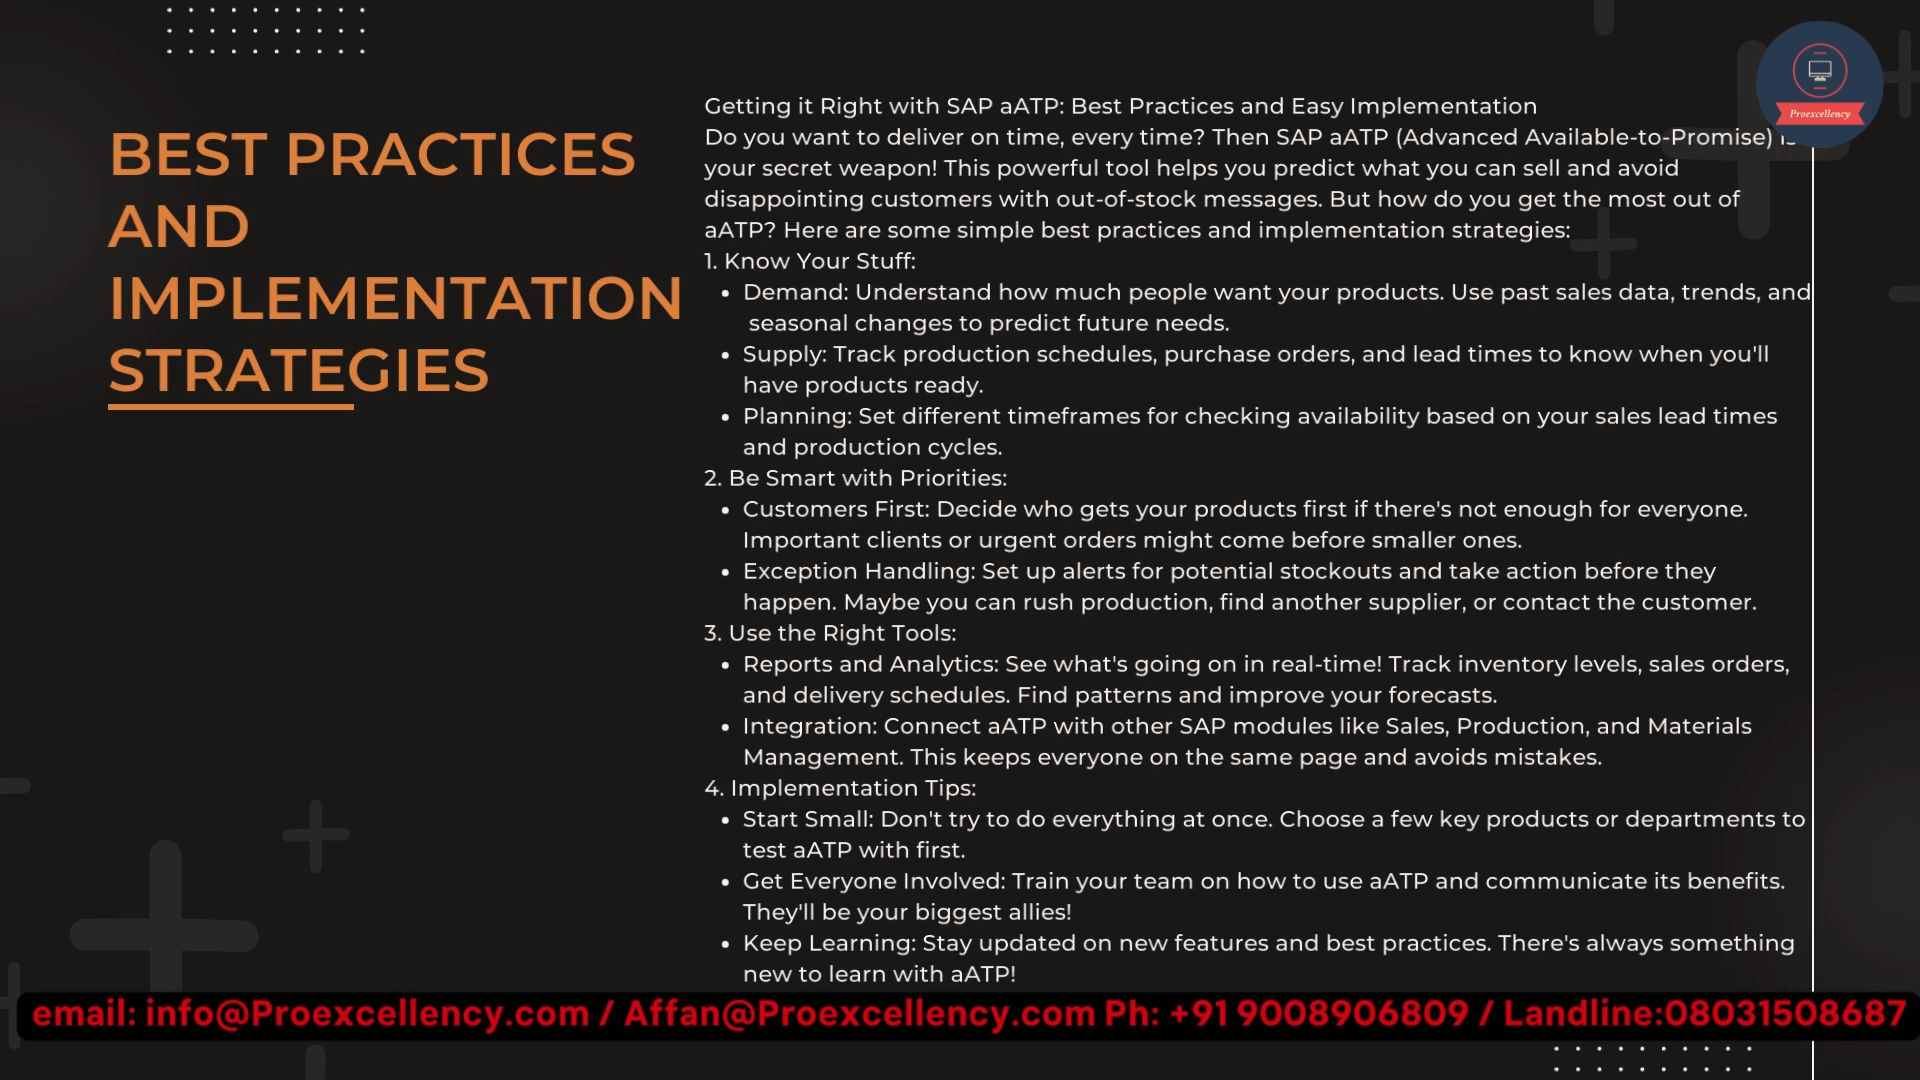 BEST PRACTICES
AND
IMPLEMENTATION
STRATEGIES
Proexcellency
Getting it Right with SAP aATP: Best Practices and Easy Implementation
Do you want to deliver on time, every time? Then SAP aATP (Advanced Available-to-Promise) is
your secret weapon! This powerful tool helps you predict what you can sell and avoid
disappointing customers with out-of-stock messages. But how do you get the most out of
aATP? Here are some simple best practices and implementation strategies:
1. Know Your Stuff:
• Demand: Understand how much people want your products. Use past sales data, trends, and
seasonal changes to predict future needs.
• Supply: Track production schedules, purchase orders, and lead times to know when you'll
have products ready.
• Planning: Set different timeframes for checking availability based on your sales lead times
and production cycles.
2. Be Smart with Priorities:
• Customers First: Decide who gets your products first if there's not enough for everyone.
Important clients or urgent orders might come before smaller ones.
• Exception Handling: Set up alerts for potential stockouts and take action before they
happen. Maybe you can rush production, find another supplier, or contact the customer.
3. Use the Right Tools:
• Reports and Analytics: See what's going on in real-time! Track inventory levels, sales orders,
and delivery schedules. Find patterns and improve your forecasts.
• Integration: Connect aATP with other SAP modules like Sales, Production, and Materials
Management. This keeps everyone on the same page and avoids mistakes.
4. Implementation Tips:
• Start Small: Don't try to do everything at once. Choose a few key products or departments to
test aATP with first.
• Get Everyone Involved: Train your team on how to use aATP and communicate its benefits.
They'll be your biggest allies!
• Keep Learning: Stay updated on new features and best practices. There's always something
new to learn with aATP!
email: info@Proexcellency.com / Affan@Proexcellency.com Ph: +91 9008906809 / Landline:08031508687